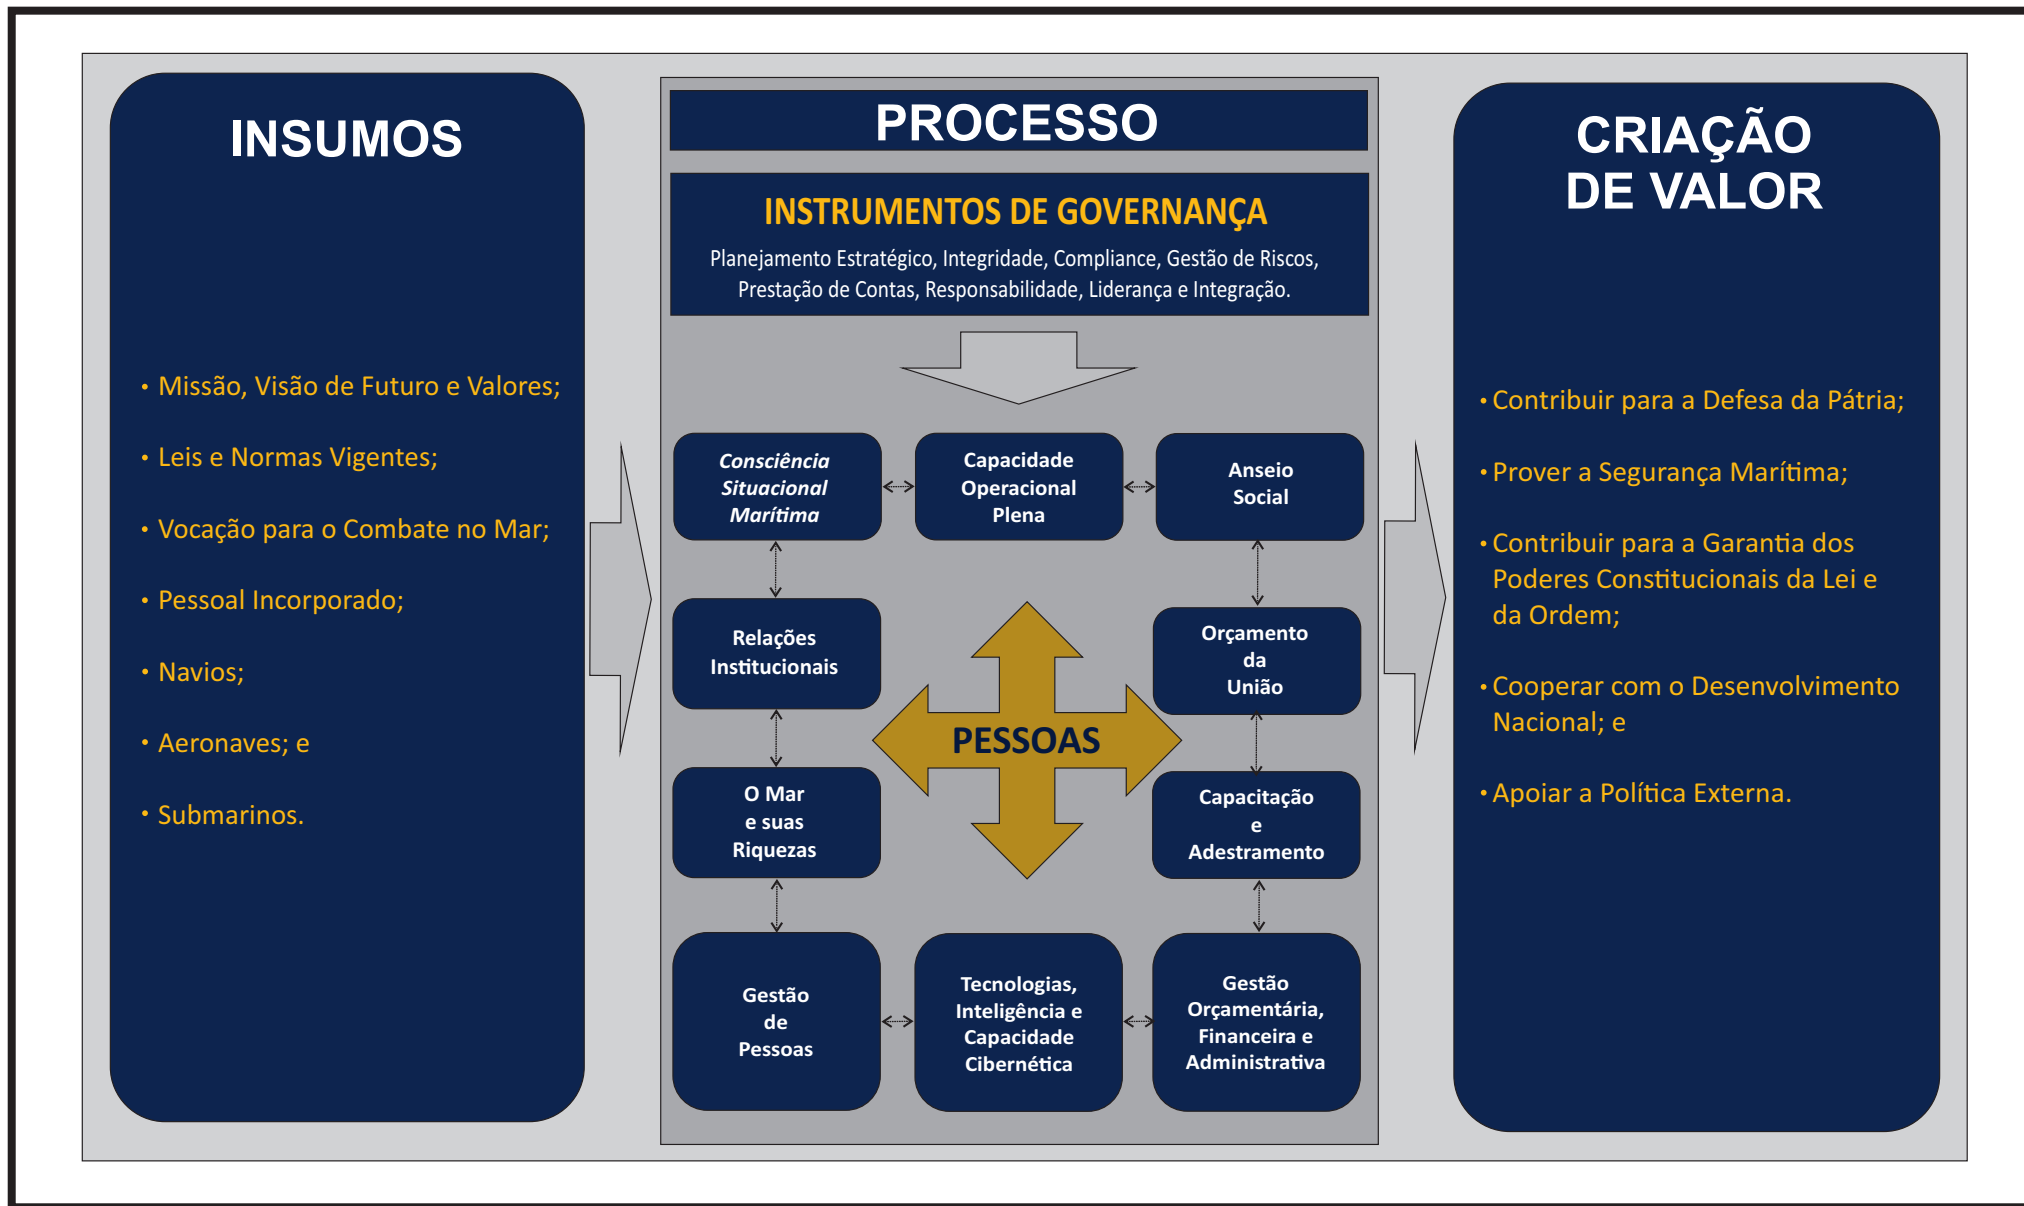 INSUMOS
• Missão, Visão de Futuro e Valores;
• Leis e Normas Vigentes;
• Vocação para o Combate no Mar;
• Pessoal Incorporado;
• Navios;
• Aeronaves; e
• Submarinos.
PROCESSO
INSTRUMENTOS DE GOVERNANÇA
Planejamento Estratégico, Integridade, Compliance, Gestão de Riscos,
Prestação de Contas, Responsabilidade, Liderança e Integração.
Consciência
Situacional
Marítima
Capacidade
Operacional
Plena
Anseio
Social
Relações
Institucionais
Orçamento
da
União
PESSOAS
O Mar
e suas
Riquezas
Capacitação
e
Adestramento
Gestão
de
Pessoas
Tecnologias,
Inteligência e
Capacidade
Cibernética
Gestão
Orçamentária,
Financeira e
Administrativa
CRIAÇÃO
DE VALOR
• Contribuir para a Defesa da Pátria;
• Prover a Segurança Marítima;
• Contribuir para a Garantia dos
Poderes Constitucionais da Lei e
da Ordem;
• Cooperar com o Desenvolvimento
Nacional; e
• Apoiar a Política Externa.